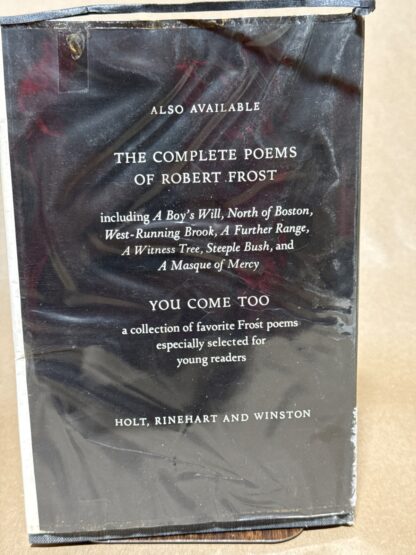 ALSO AVAILABLE
THE COMPLETE POEMS
OF ROBERT FROST
including A Boy's Will, North of Boston,
West-Running Brook, A Further Range,
A Witness Tree, Steeple Bush, and
A Masque of Mercy
YOU COME TOO
a collection of favorite Frost poems
especially selected for
young readers
HOLT, RINEHART AND WINSTON